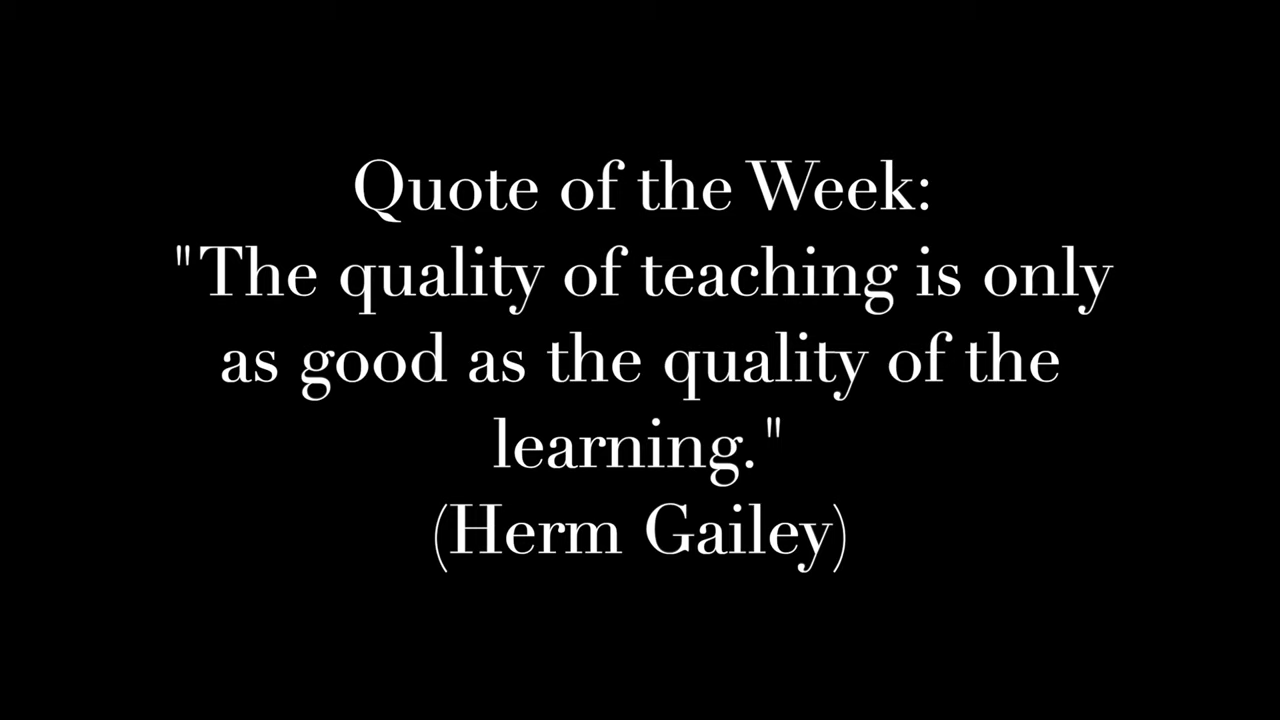 Quote of the Week:
"The quality of teaching is only
as good as the quality of the
learning."
(Herm Gailey)